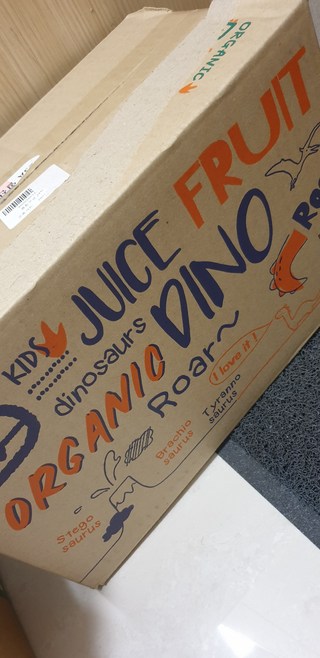 ORGANIC
KIDS JUICE FRUIT
dinosaurs DINO
ORGANIC Roar~
I love it!
Stego
saurus
Brachio
saurus
Tyranno
saurus